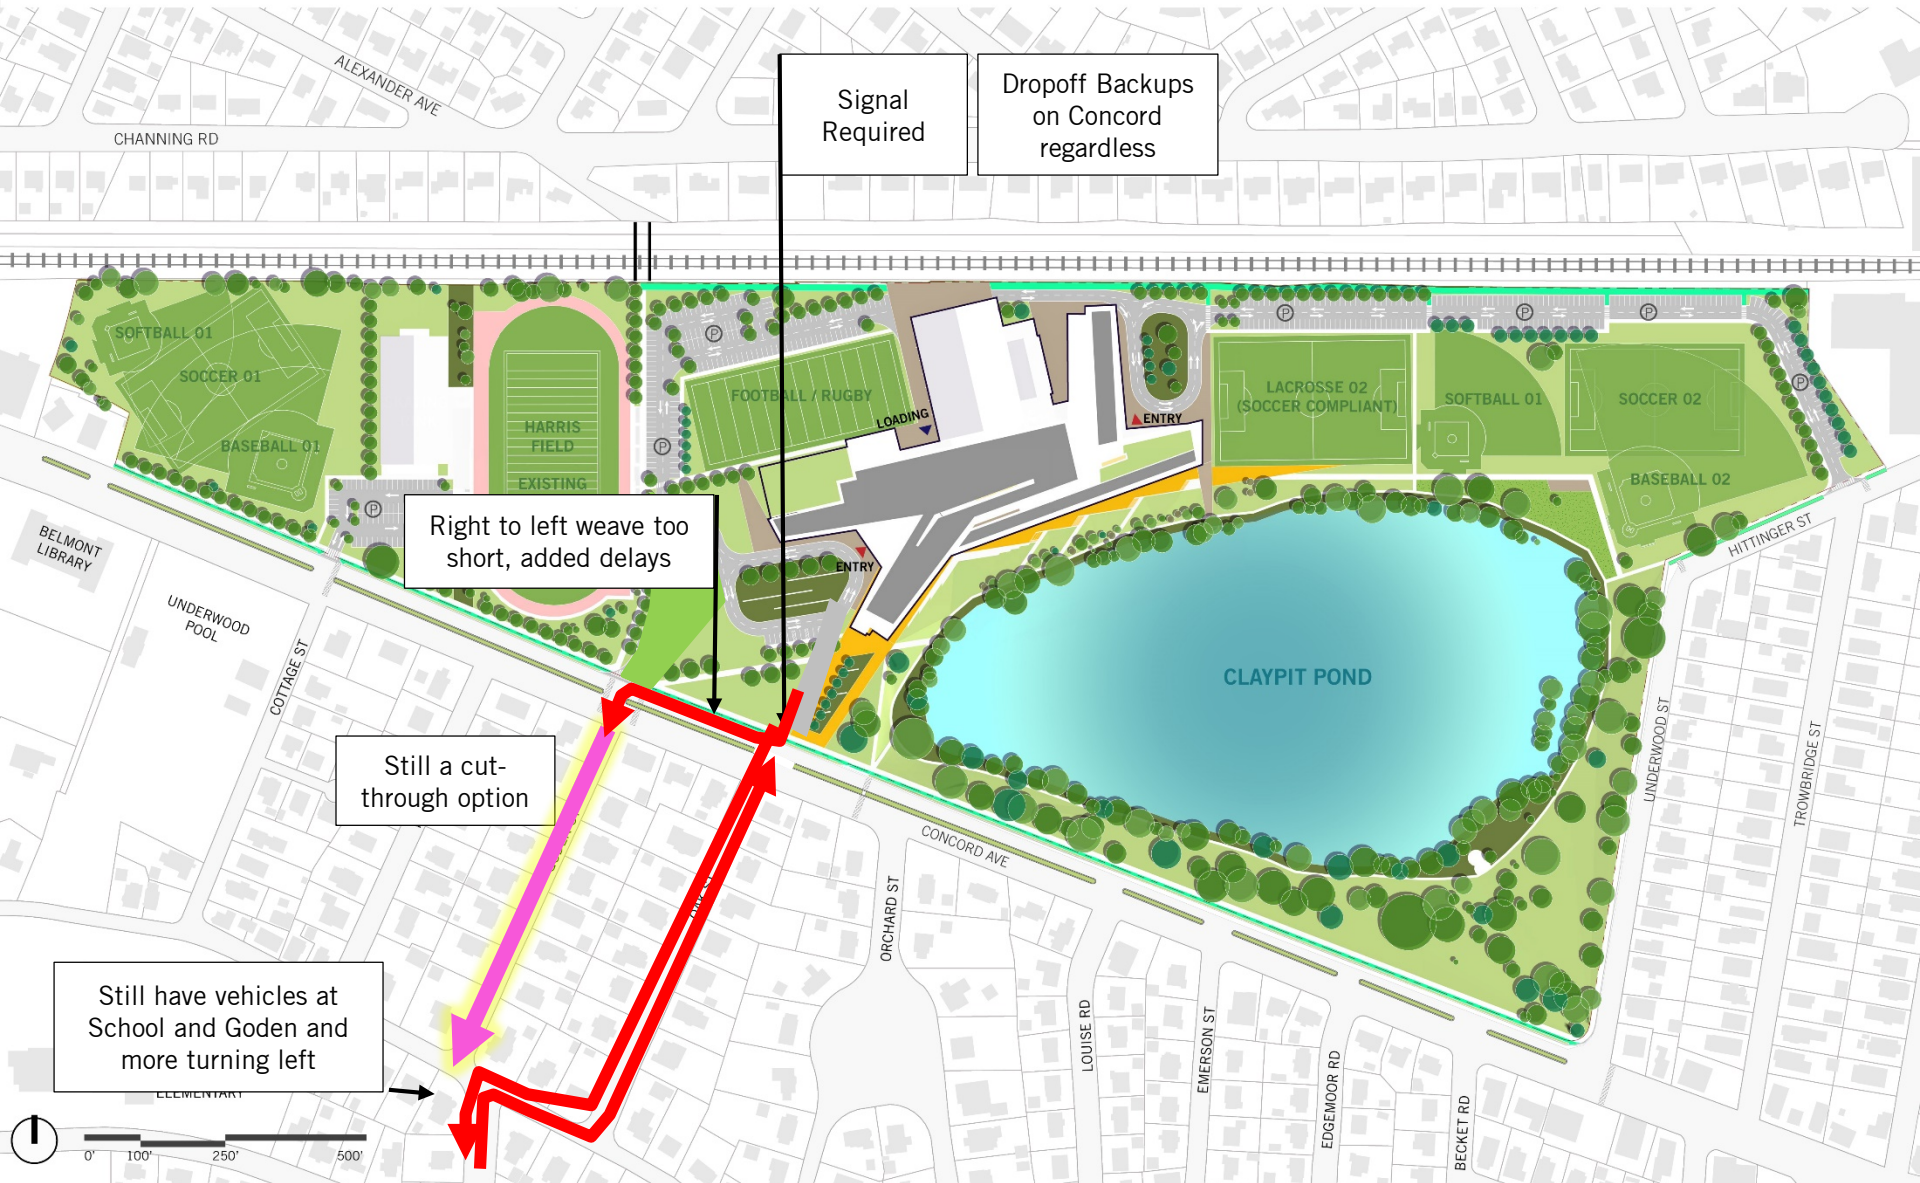 ALEXANDER AVE
CHANNING RD
Signal
Required
Dropoff Backups
on Concord
regardless
SOFTBALL 01
SOCCER 01
BASEBALL 01
HARRIS
FIELD
EXISTING
P
P
P
FOOTBALL / RUGBY
LOADING
ENTRY
P
P
P
P
LACROSSE 02
(SOCCER COMPLIANT)
SOFTBALL 01
SOCCER 02
BASEBALL 02
HITTINGER ST
BELMONT
LIBRARY
UNDERWOOD
POOL
COTTAGE ST
Right to left weave too
short, added delays
ENTRY
CLAYPIT POND
UNDERWOOD ST
TROWBRIDGE ST
Still a cut-
through option
CONCORD AVE
ORCHARD ST
LOUISE RD
EMERSON ST
EDGEMOOR RD
BECKET RD
Still have vehicles at
School and Goden and
more turning left
ELEMENTARY
0' 100' 250' 500'